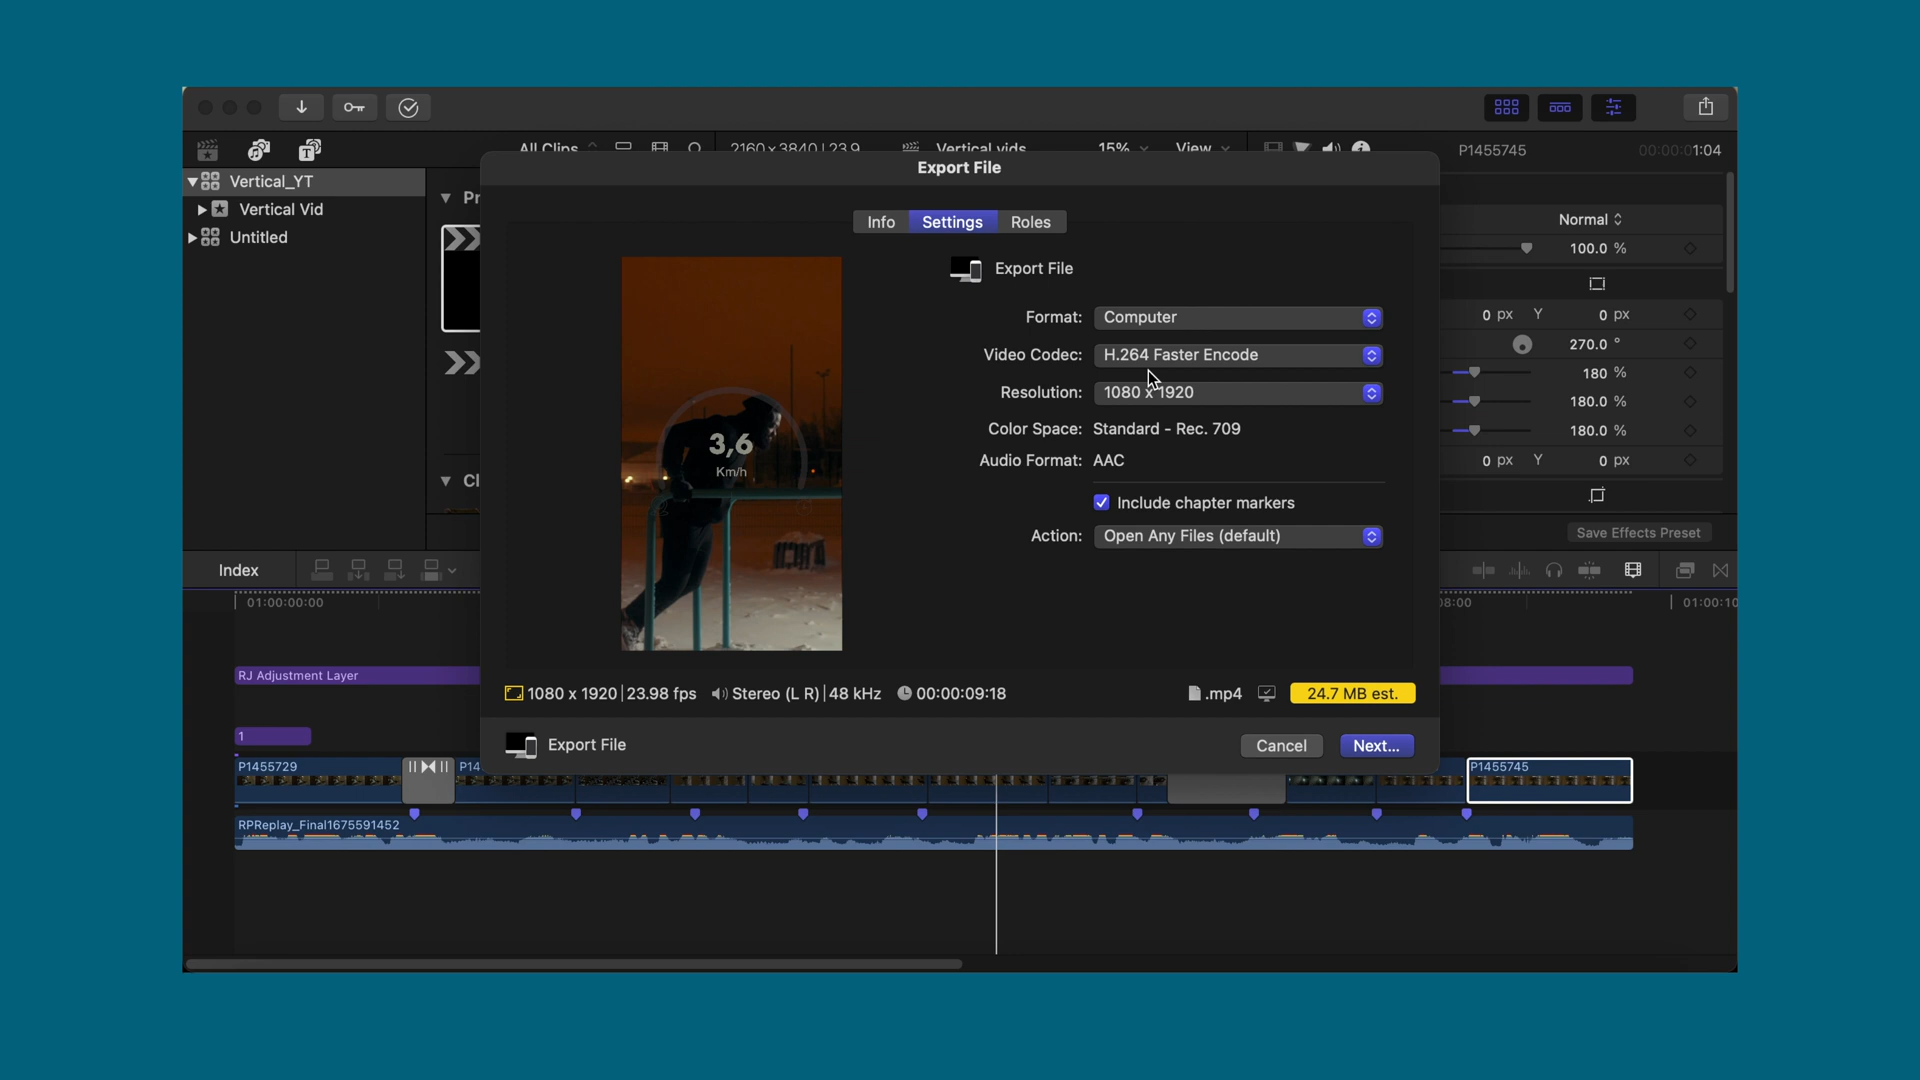 All Clips
2160x3840 | 23.9
Vertical vids
15%
View
P1455745
00:00:01:04
Export File
Vertical_YT
Vertical Vid
Untitled
Info
Settings
Roles
Normal
100.0 %
Export File
Format: Computer
0 px Y 0 px
Video Codec: H.264 Faster Encode
270.0 °
180 %
Resolution: 1080 x 1920
180.0 %
Color Space: Standard - Rec. 709
180.0 %
3,6
Km/h
Audio Format: AAC
0 px Y 0 px
Include chapter markers
Action: Open Any Files (default)
Save Effects Preset
Index
01:00:00:00
8:00
01:00:10
RJ Adjustment Layer
1080 x 1920 | 23.98 fps
Stereo (L R) | 48 kHz
00:00:09:18
.mp4
24.7 MB est.
1
Export File
Cancel
Next...
P1455729
P14
P1455745
RPReplay_Final1675591452